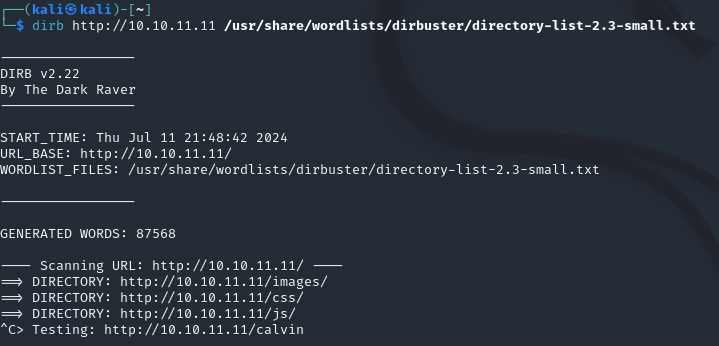 ┌──(kali㉿kali)-[~]
└─$ dirb http://10.10.11.11 /usr/share/wordlists/dirbuster/directory-list-2.3-small.txt
-----------------
DIRB v2.22
By The Dark Raver
-----------------
START_TIME: Thu Jul 11 21:48:42 2024
URL_BASE: http://10.10.11.11/
WORDLIST_FILES: /usr/share/wordlists/dirbuster/directory-list-2.3-small.txt
-----------------
GENERATED WORDS: 87568
---- Scanning URL: http://10.10.11.11/ ----
==> DIRECTORY: http://10.10.11.11/images/
==> DIRECTORY: http://10.10.11.11/css/
==> DIRECTORY: http://10.10.11.11/js/
^C> Testing: http://10.10.11.11/calvin